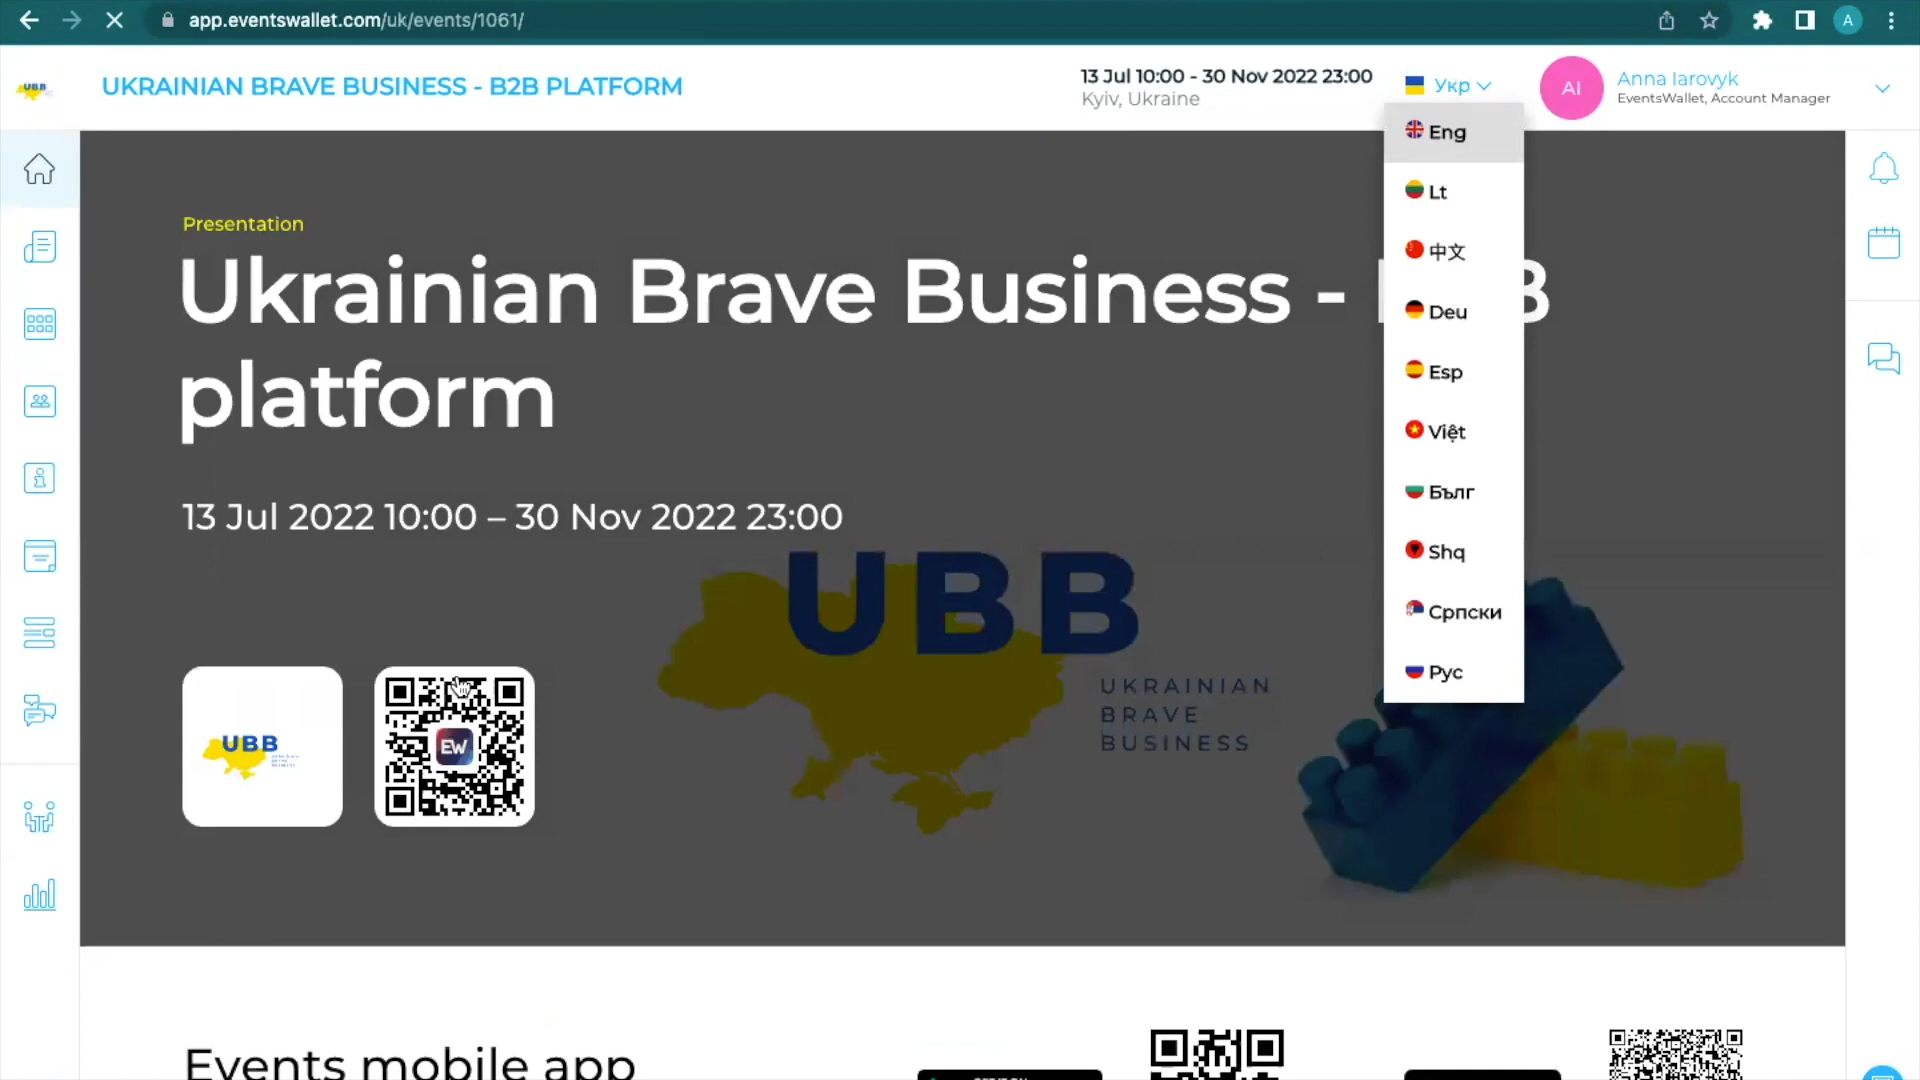 app.eventswallet.com/uk/events/1061/
A
UBB
UKRAINIAN BRAVE BUSINESS - B2B PLATFORM
13 Jul 10:00 - 30 Nov 2022 23:00
Kyiv, Ukraine
Укр
AI
Anna Iarovyk
EventsWallet, Account Manager
Eng
Lt
中文
Deu
Esp
Việt
Бълг
Shq
Српски
Рус
Presentation
Ukrainian Brave Business -
platform
13 Jul 2022 10:00 – 30 Nov 2022 23:00
UBB
UKRAINIAN
BRAVE
BUSINESS
UBB
EW
Events mobile app